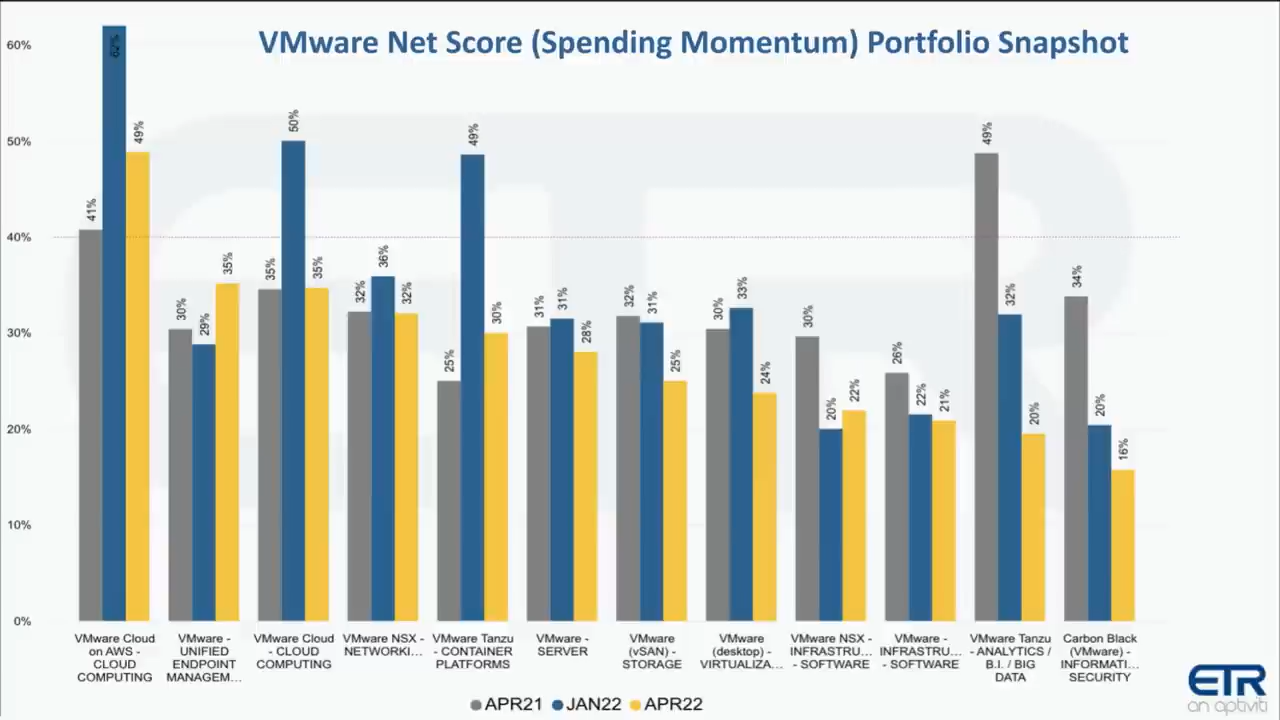 VMware Net Score (Spending Momentum) Portfolio Snapshot
60%
50%
40%
30%
20%
10%
0%
41%
62%
49%
30%
29%
35%
35%
50%
35%
32%
36%
32%
25%
49%
30%
31%
31%
28%
32%
31%
25%
30%
33%
24%
30%
20%
22%
26%
22%
21%
49%
32%
20%
34%
20%
16%
VMware Cloud
on AWS -
CLOUD
COMPUTING
VMware -
UNIFIED
ENDPOINT
MANAGEM...
VMware Cloud
- CLOUD
COMPUTING
VMware NSX -
NETWORKI...
VMware Tanzu
- CONTAINER
PLATFORMS
VMware -
SERVER
VMware
(vSAN) -
STORAGE
VMware
(desktop) -
VIRTUALIZA...
VMware NSX -
INFRASTRU...
- SOFTWARE
VMware -
INFRASTRU...
- SOFTWARE
VMware Tanzu
- ANALYTICS /
B.I. / BIG
DATA
Carbon Black
(VMware) -
INFORMATI...
SECURITY
APR21 JAN22 APR22
ETR
an aptiviti